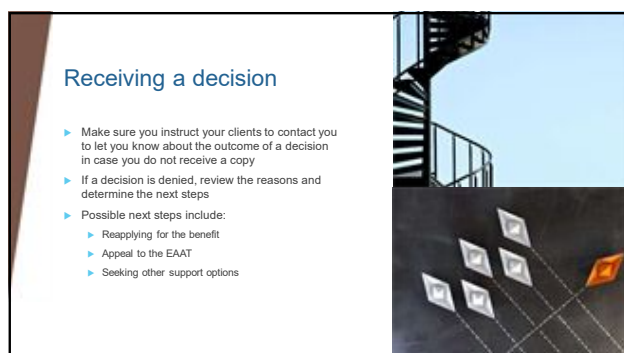 Receiving a decision
Make sure you instruct your clients to contact you
to let you know about the outcome of a decision
in case you do not receive a copy
If a decision is denied, review the reasons and
determine the next steps
Possible next steps include:
Reapplying for the benefit
Appeal to the EAAT
Seeking other support options